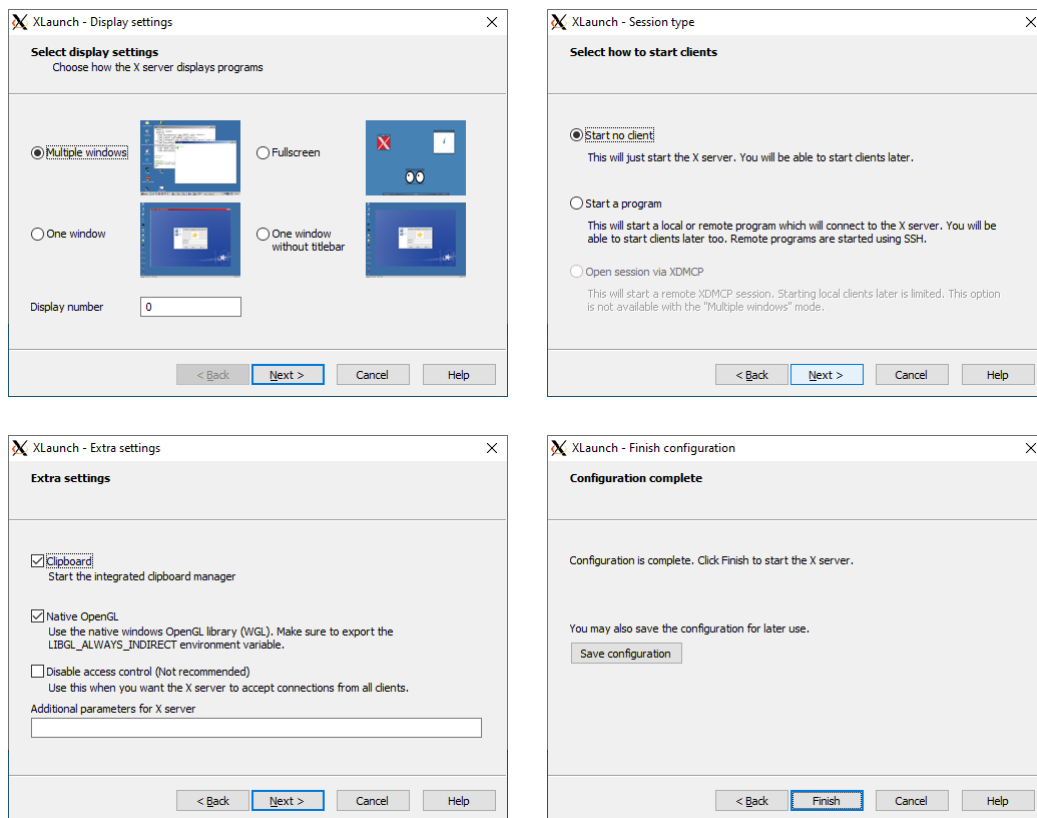 XLaunch - Display settings
Select display settings
Choose how the X server displays programs
Multiple windows
Fullscreen
One window
One window
without titlebar
Display number
0
< Back
Next >
Cancel
Help
XLaunch - Session type
Select how to start clients
Start no client
This will just start the X server. You will be able to start clients later.
Start a program
This will start a local or remote program which will connect to the X server. You will be
able to start clients later too. Remote programs are started using SSH.
Open session via XDMCP
This will start a remote XDMCP session. Starting local clients later is limited. This option
is not available with the "Multiple windows" mode.
< Back
Next >
Cancel
Help
XLaunch - Extra settings
Extra settings
Clipboard
Start the integrated clipboard manager
Native OpenGL
Use the native windows OpenGL library (WGL). Make sure to export the
LIBGL_ALWAYS_INDIRECT environment variable.
Disable access control (Not recommended)
Use this when you want the X server to accept connections from all clients.
Additional parameters for X server
< Back
Next >
Cancel
Help
XLaunch - Finish configuration
Configuration complete
Configuration is complete. Click Finish to start the X server.
You may also save the configuration for later use.
Save configuration
< Back
Finish
Cancel
Help